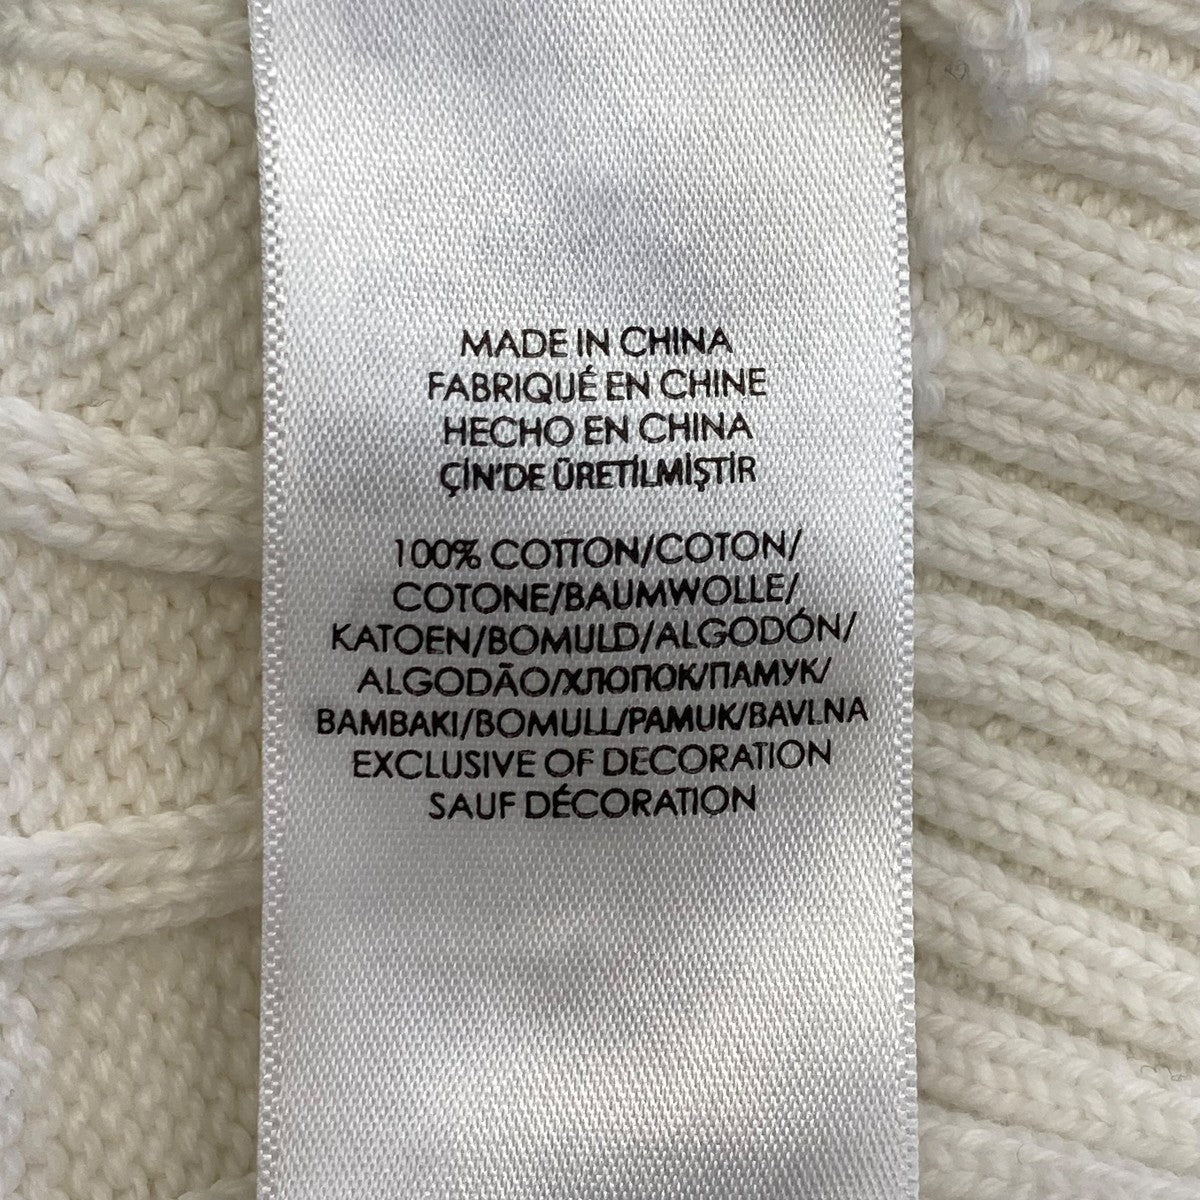 MADE IN CHINA
FABRIQUÉ EN CHINE
HECHO EN CHINA
ÇİN'DE ÜRETİLMİŞTİR
100% COTTON/COTON/
COTONE/BAUMWOLLE/
KATOEN/BOMULD/ALGODÓN/
ALGODÃO/ХЛОПОК/ПАМУК/
BAMBAKI/BOMULL/PAMUK/BAVLNA
EXCLUSIVE OF DECORATION
SAUF DÉCORATION